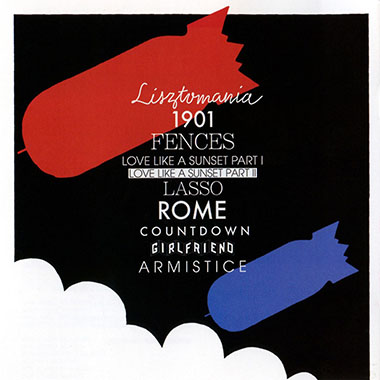 Lisztomania
1901
FENCES
LOVE LIKE A SUNSET PART I
LOVE LIKE A SUNSET PART II
LASSO
ROME
COUNTDOWN
GIRLFRIEND
ARMISTICE